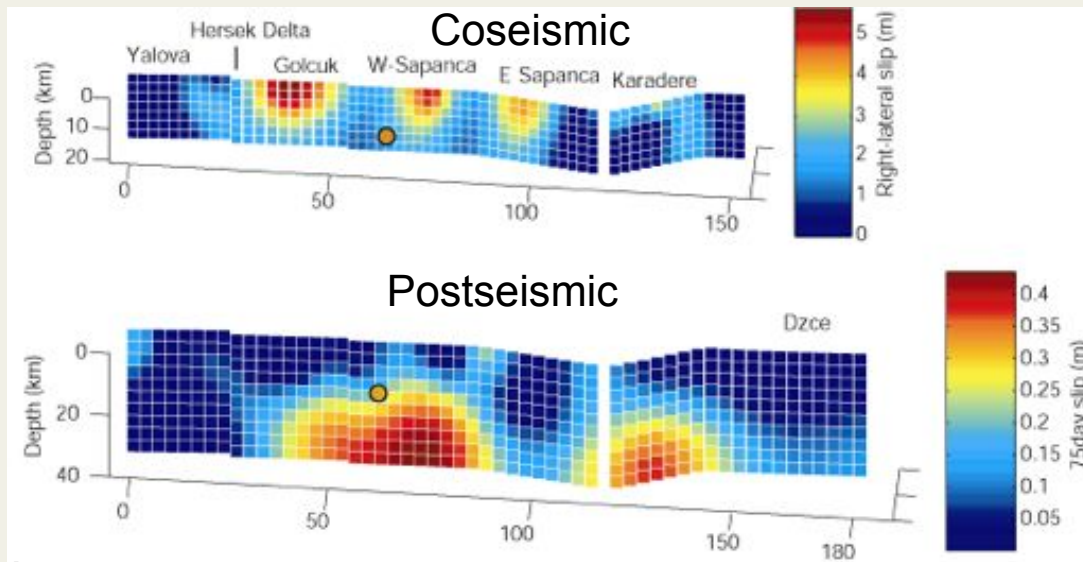 Coseismic
Hersek Delta
Yalova
Golcuk
W-Sapanca
E Sapanca
Karadere
Depth (km)
0
10
20
0
50
100
150
5
4
3
2
1
0
Right-lateral slip (m)
Postseismic
Dzce
Depth (km)
0
20
40
0
50
100
150
180
0.4
0.35
0.3
0.25
0.2
0.15
0.1
0.05
75day slip (m)